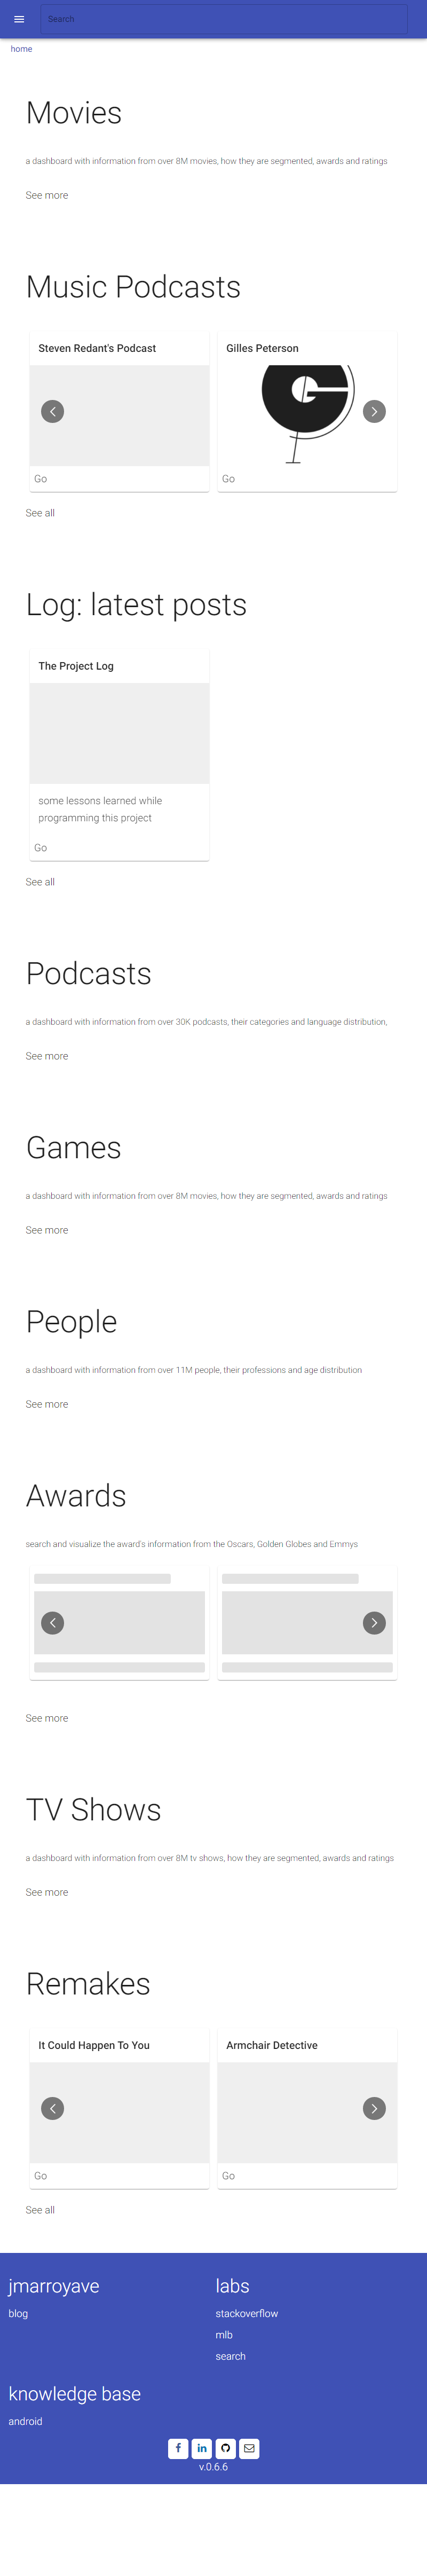 Search
home
Movies
a dashboard with information from over 8M movies, how they are segmented, awards and ratings
See more
Music Podcasts
Steven Redant's Podcast
Gilles Peterson
Go
Go
See all
Log: latest posts
The Project Log
some lessons learned while
programming this project
Go
See all
Podcasts
a dashboard with information from over 30K podcasts, their categories and language distribution,
See more
Games
a dashboard with information from over 8M movies, how they are segmented, awards and ratings
See more
People
a dashboard with information from over 11M people, their professions and age distribution
See more
Awards
search and visualize the award's information from the Oscars, Golden Globes and Emmys
See more
TV Shows
a dashboard with information from over 8M tv shows, how they are segmented, awards and ratings
See more
Remakes
It Could Happen To You
Armchair Detective
Go
Go
See all
jmarroyave
blog
labs
stackoverflow
mlb
search
knowledge base
android
v.0.6.6